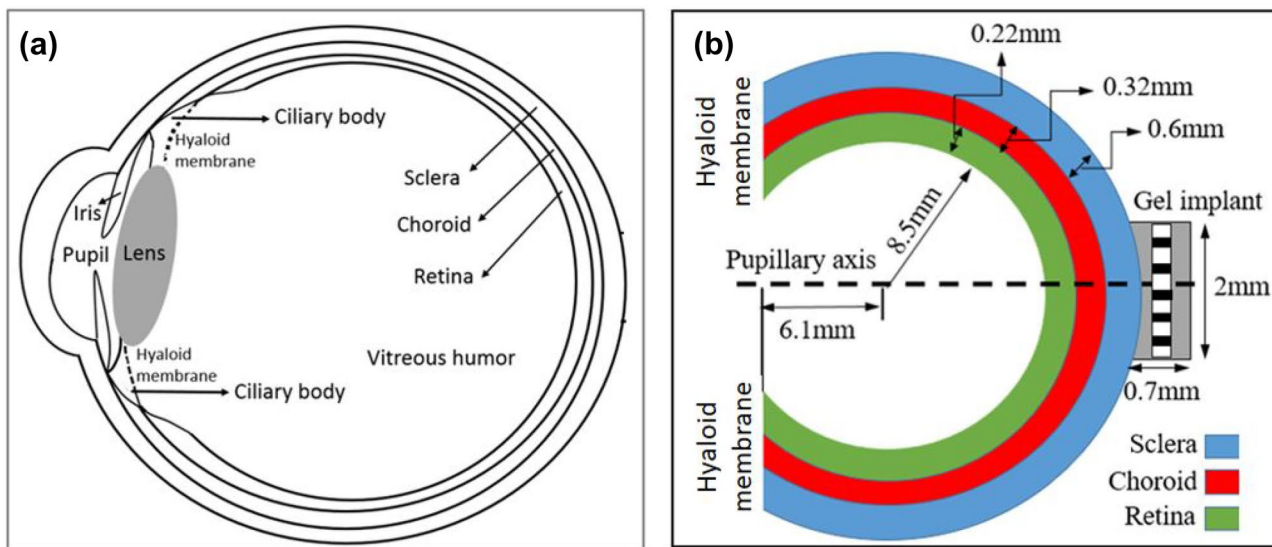 (a)
Ciliary body
Hyaloid
membrane
Sclera
Iris
Choroid
Pupil
Lens
Retina
Vitreous humor
Hyaloid
membrane
Ciliary body
(b)
0.22mm
0.32mm
0.6mm
Hyaloid
membrane
Gel implant
8.5mm
Pupillary axis
2mm
6.1mm
0.7mm
Hyaloid
membrane
Sclera
Choroid
Retina